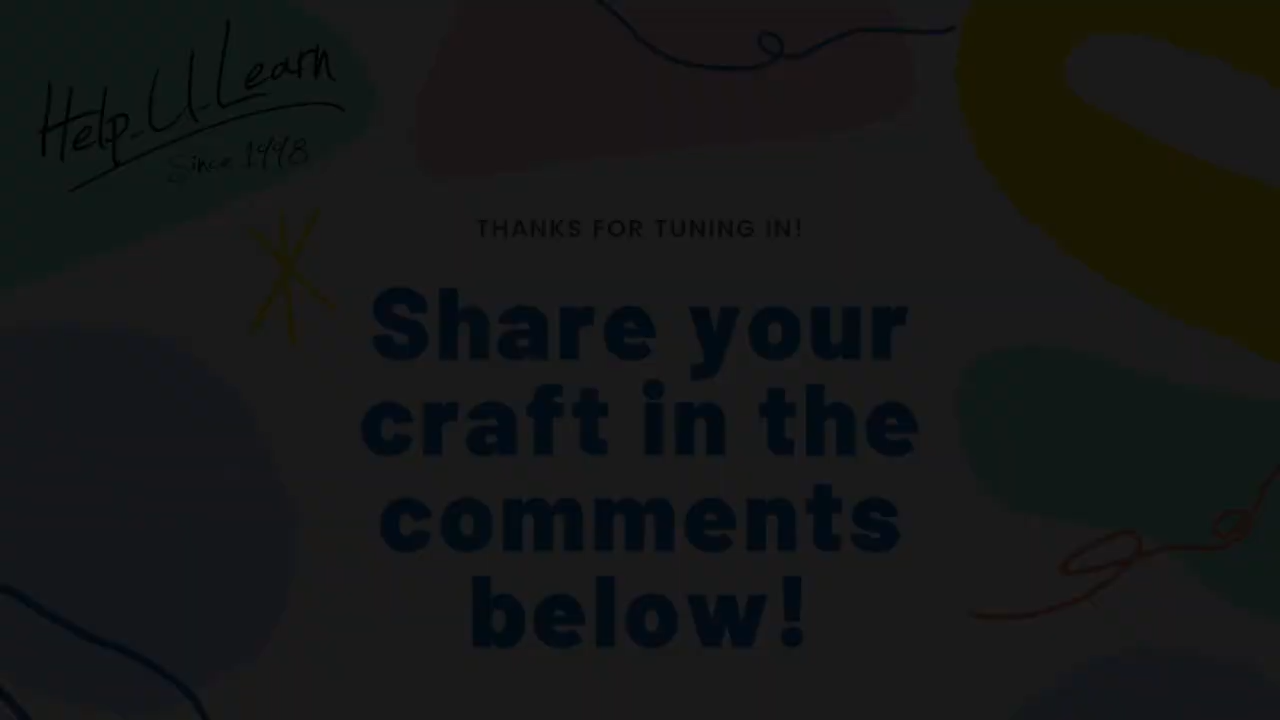 Help-U-Learn
Since 1998
THANKS FOR TUNING IN!
Share your
craft in the
comments
below!